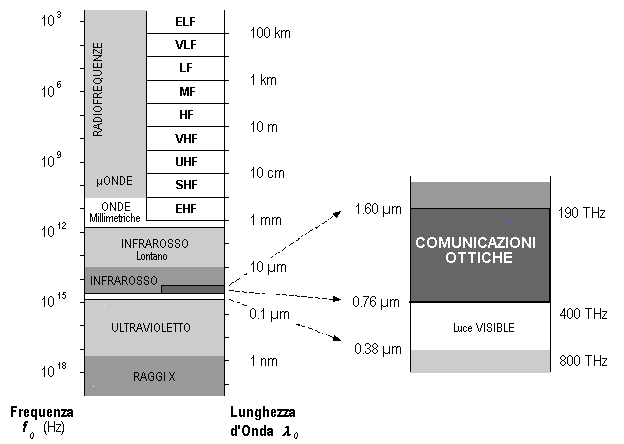 10³
10⁶
10⁹
10¹²
10¹⁵
10¹⁸
RADIOFREQUENZE
µONDE
ONDE
Millimetriche
ELF
VLF
LF
MF
HF
VHF
UHF
SHF
EHF
INFRAROSSO
Lontano
INFRAROSSO
ULTRAVIOLETTO
RAGGI X
100 km
1 km
10 m
10 cm
1 mm
10 µm
0.1 µm
1 nm
Frequenza
f₀ (Hz)
Lunghezza
d'Onda λ₀
1.60 µm
0.76 µm
0.38 µm
COMUNICAZIONI
OTTICHE
Luce VISIBLE
190 THz
400 THz
800 THz